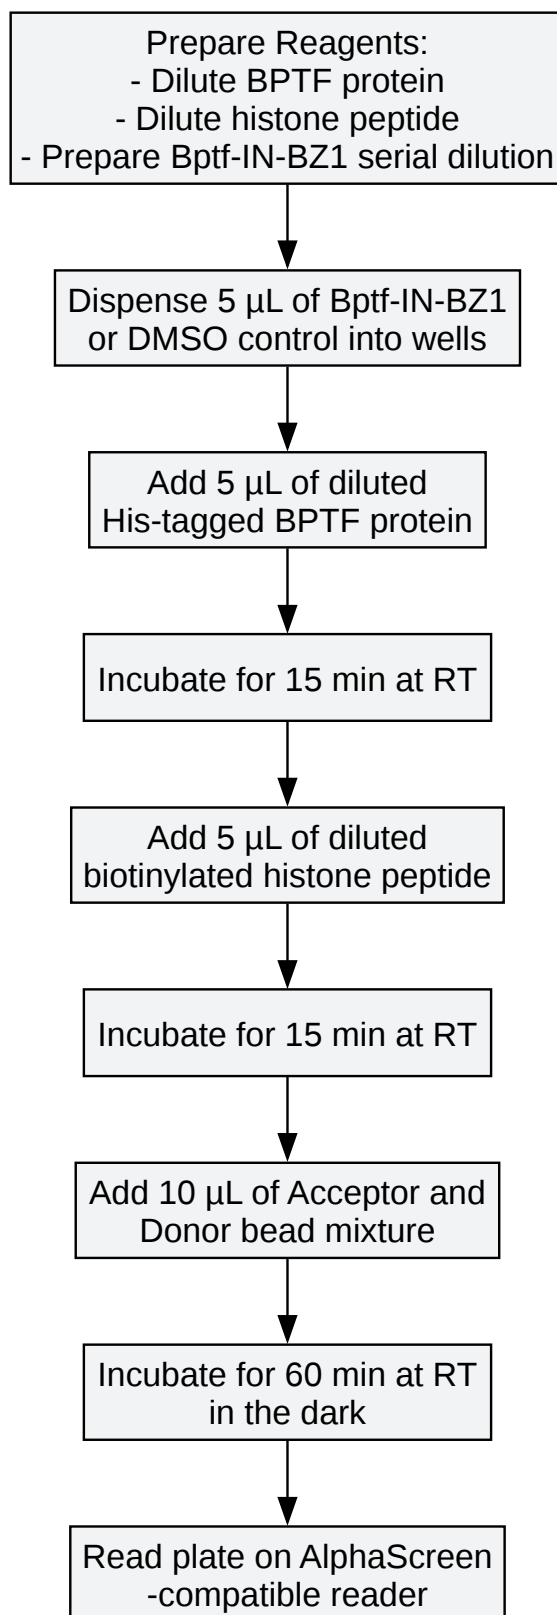 Prepare Reagents:
- Dilute BPTF protein
- Dilute histone peptide
- Prepare Bptf-IN-BZ1 serial dilution
Dispense 5 µL of Bptf-IN-BZ1
or DMSO control into wells
Add 5 µL of diluted
His-tagged BPTF protein
Incubate for 15 min at RT
Add 5 µL of diluted
biotinylated histone peptide
Incubate for 15 min at RT
Add 10 µL of Acceptor and
Donor bead mixture
Incubate for 60 min at RT
in the dark
Read plate on AlphaScreen
-compatible reader